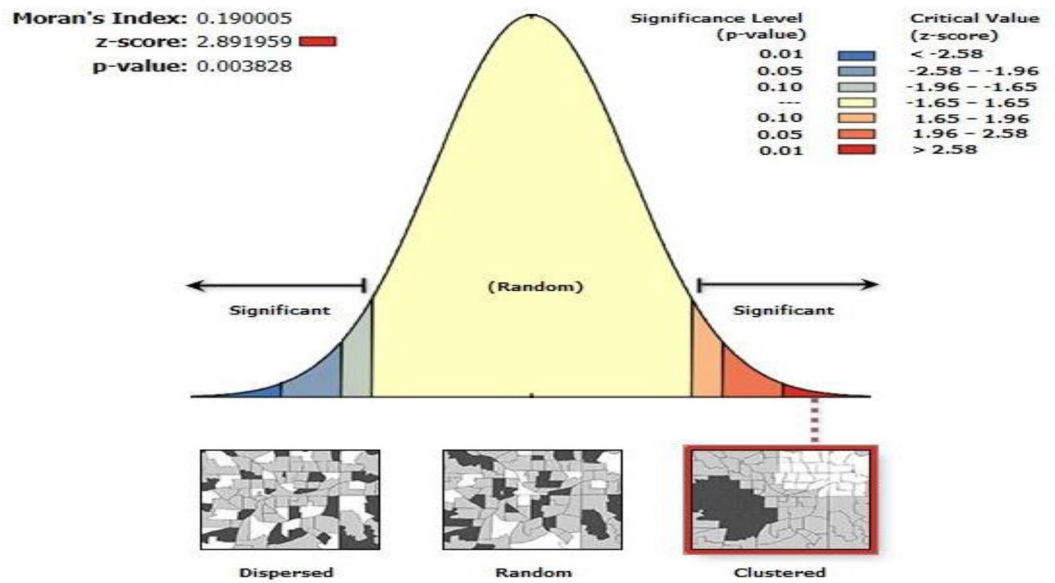 Moran's Index: 0.190005
z-score: 2.891959
p-value: 0.003828
Significance Level
(p-value)
Critical Value
(z-score)
0.01 < -2.58
0.05 -2.58 – -1.96
0.10 -1.96 – -1.65
--- -1.65 – 1.65
0.10 1.65 – 1.96
0.05 1.96 – 2.58
0.01 > 2.58
Significant
(Random)
Significant
Dispersed
Random
Clustered